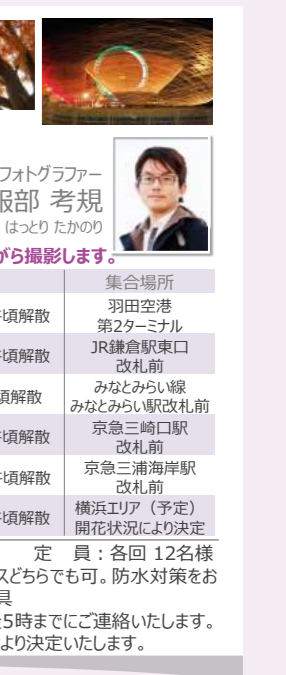 フォトグラファー
服部 考規
はっとり たかのり
がら撮影します。
集合場所
頃解散
羽田空港
第2ターミナル
頃解散
JR鎌倉駅東口
改札前
頃解散
みなとみらい線
みなとみらい駅改札前
頃解散
京急三崎口駅
改札前
頃解散
京急三浦海岸駅
改札前
頃解散
横浜エリア（予定）
開花状況により決定
定　員：各回 12名様
スどちらでも可。防水対策をお
具
5時までにご連絡いたします。
より決定いたします。